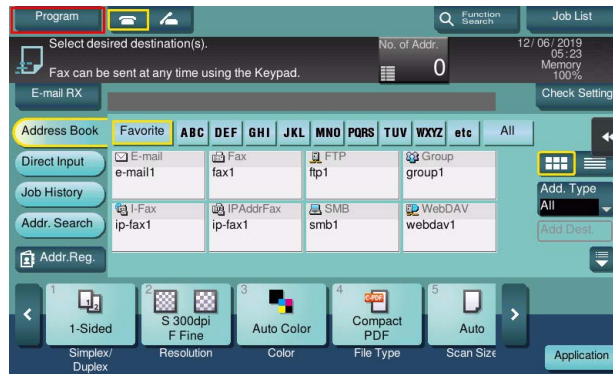 Program
Function
Search
Job List
Select desired destination(s).
Fax can be sent at any time using the Keypad.
No. of Addr.
0
12/06/2019
05:23
Memory
100%
E-mail RX
Check Setting
Address Book
Favorite ABC DEF GHI JKL MNO PQRS TUV WXYZ etc All
Direct Input
Job History
Addr. Search
Addr.Reg.
E-mail
e-mail1
Fax
fax1
FTP
ftp1
Group
group1
I-Fax
ip-fax1
IPAddrFax
ip-fax1
SMB
smb1
WebDAV
webdav1
Add. Type
All
Add Dest.
1
1-Sided
Simplex/
Duplex
2
S 300dpi
F Fine
Resolution
3
Auto Color
Color
4
C-PDF
Compact
PDF
File Type
5
Auto
Scan Size
Application